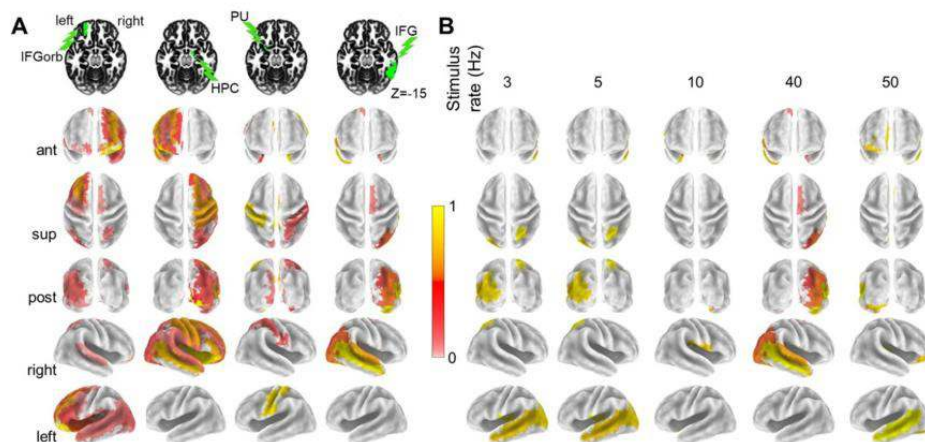 A
left
right
IFGorb
HPC
PU
IFG
Z=-15
B
Stimulus
rate (Hz)
3
5
10
40
50
ant
sup
post
right
left
1
0